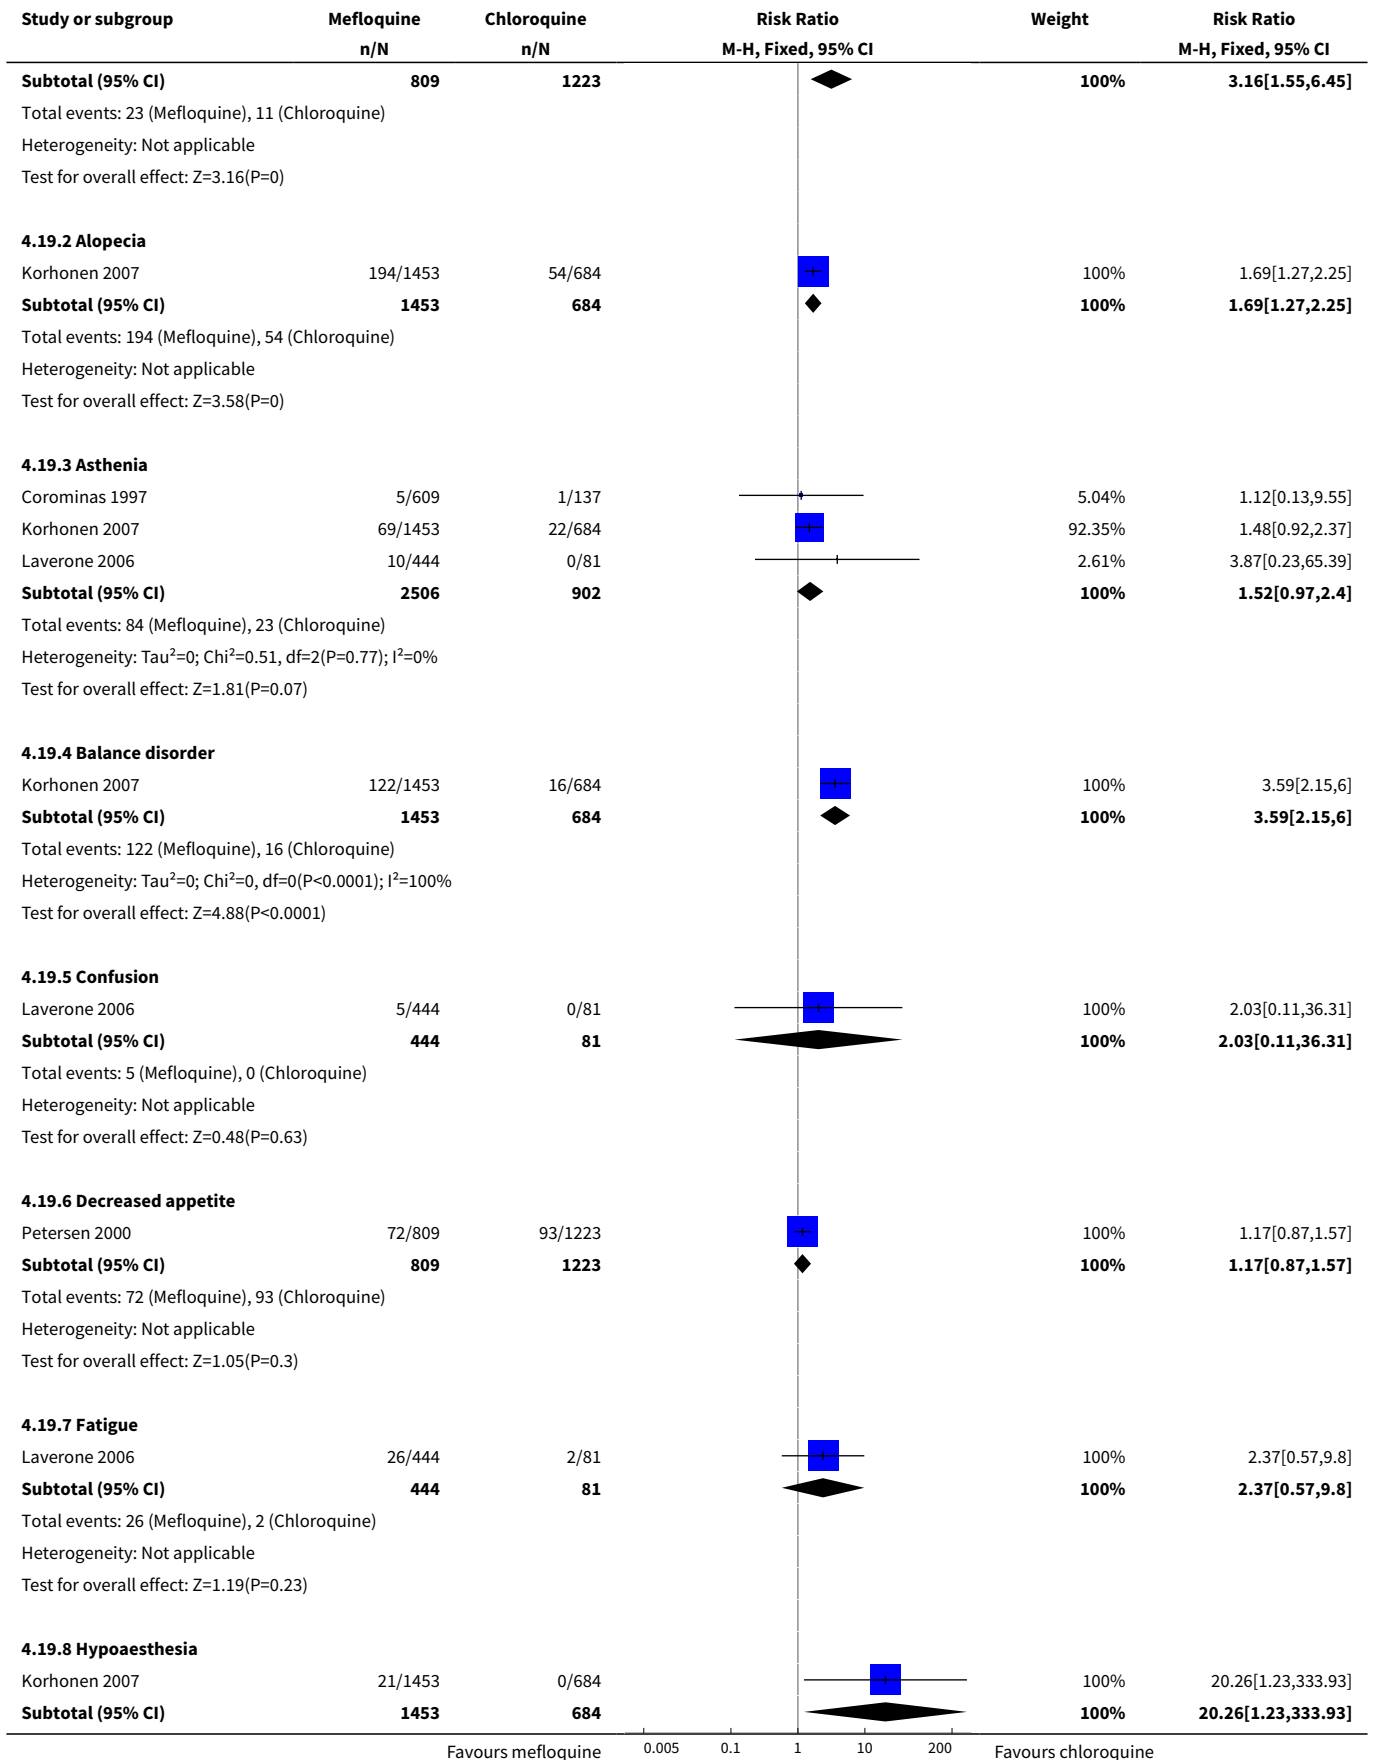 Study or subgroup Mefloquine Chloroquine Risk Ratio Weight Risk Ratio
n/N n/N M-H, Fixed, 95% CI M-H, Fixed, 95% CI
Subtotal (95% CI) 809 1223 100% 3.16[1.55,6.45]
Total events: 23 (Mefloquine), 11 (Chloroquine)
Heterogeneity: Not applicable
Test for overall effect: Z=3.16(P=0)
4.19.2 Alopecia
Korhonen 2007 194/1453 54/684 100% 1.69[1.27,2.25]
Subtotal (95% CI) 1453 684 100% 1.69[1.27,2.25]
Total events: 194 (Mefloquine), 54 (Chloroquine)
Heterogeneity: Not applicable
Test for overall effect: Z=3.58(P=0)
4.19.3 Asthenia
Corominas 1997 5/609 1/137 5.04% 1.12[0.13,9.55]
Korhonen 2007 69/1453 22/684 92.35% 1.48[0.92,2.37]
Laverone 2006 10/444 0/81 2.61% 3.87[0.23,65.39]
Subtotal (95% CI) 2506 902 100% 1.52[0.97,2.4]
Total events: 84 (Mefloquine), 23 (Chloroquine)
Heterogeneity: Tau²=0; Chi²=0.51, df=2(P=0.77); I²=0%
Test for overall effect: Z=1.81(P=0.07)
4.19.4 Balance disorder
Korhonen 2007 122/1453 16/684 100% 3.59[2.15,6]
Subtotal (95% CI) 1453 684 100% 3.59[2.15,6]
Total events: 122 (Mefloquine), 16 (Chloroquine)
Heterogeneity: Tau²=0; Chi²=0, df=0(P<0.0001); I²=100%
Test for overall effect: Z=4.88(P<0.0001)
4.19.5 Confusion
Laverone 2006 5/444 0/81 100% 2.03[0.11,36.31]
Subtotal (95% CI) 444 81 100% 2.03[0.11,36.31]
Total events: 5 (Mefloquine), 0 (Chloroquine)
Heterogeneity: Not applicable
Test for overall effect: Z=0.48(P=0.63)
4.19.6 Decreased appetite
Petersen 2000 72/809 93/1223 100% 1.17[0.87,1.57]
Subtotal (95% CI) 809 1223 100% 1.17[0.87,1.57]
Total events: 72 (Mefloquine), 93 (Chloroquine)
Heterogeneity: Not applicable
Test for overall effect: Z=1.05(P=0.3)
4.19.7 Fatigue
Laverone 2006 26/444 2/81 100% 2.37[0.57,9.8]
Subtotal (95% CI) 444 81 100% 2.37[0.57,9.8]
Total events: 26 (Mefloquine), 2 (Chloroquine)
Heterogeneity: Not applicable
Test for overall effect: Z=1.19(P=0.23)
4.19.8 Hypoaesthesia
Korhonen 2007 21/1453 0/684 100% 20.26[1.23,333.93]
Subtotal (95% CI) 1453 684 100% 20.26[1.23,333.93]
Favours mefloquine 0.005 0.1 1 10 200 Favours chloroquine